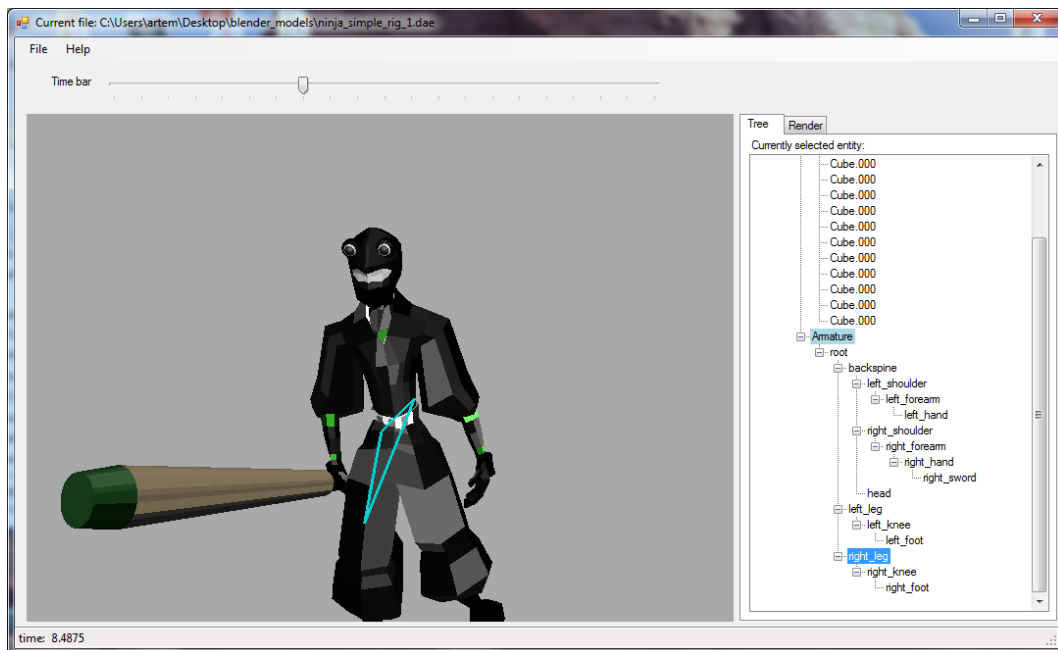 Current file: C:\Users\artem\Desktop\blender_models\ninja_simple_rig_1.dae
File Help
Time bar
Tree Render
Currently selected entity:
Cube.000
Cube.000
Cube.000
Cube.000
Cube.000
Cube.000
Cube.000
Cube.000
Cube.000
Cube.000
Cube.000
Armature
root
backspine
left_shoulder
left_forearm
left_hand
right_shoulder
right_forearm
right_hand
right_sword
head
left_leg
left_knee
left_foot
right_leg
right_knee
right_foot
time: 8.4875